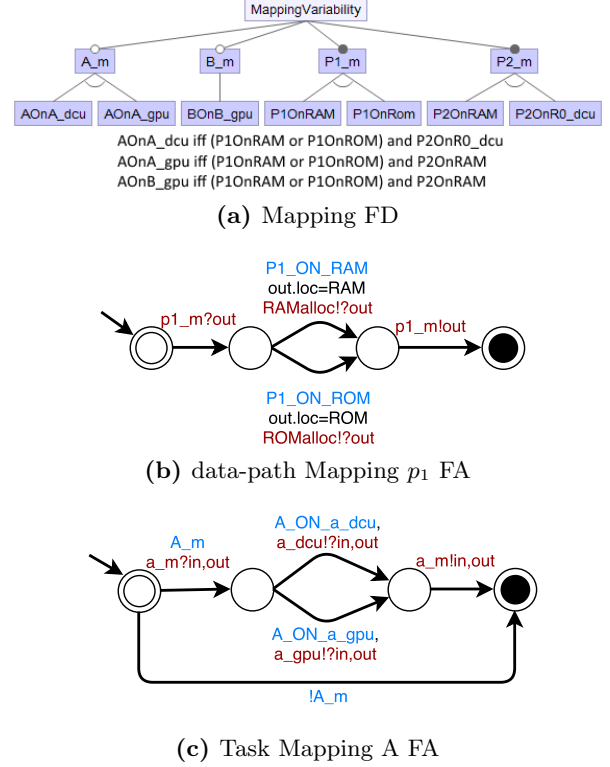 MappingVariability
A_m B_m P1_m P2_m
AOnA_dcu AOnA_gpu BOnB_gpu P1OnRAM P1OnRom P2OnRAM P2OnR0_dcu
AOnA_dcu iff (P1OnRAM or P1OnROM) and P2OnR0_dcu
AOnA_gpu iff (P1OnRAM or P1OnROM) and P2OnRAM
AOnB_gpu iff (P1OnRAM or P1OnROM) and P2OnRAM
(a) Mapping FD
P1_ON_RAM
out.loc=RAM
RAMalloc!?out
p1_m?out
p1_m!out
P1_ON_ROM
out.loc=ROM
ROMalloc!?out
(b) data-path Mapping p1 FA
A_ON_a_dcu,
a_dcu!?in,out
A_m
a_m?in,out
a_m!in,out
A_ON_a_gpu,
a_gpu!?in,out
!A_m
(c) Task Mapping A FA